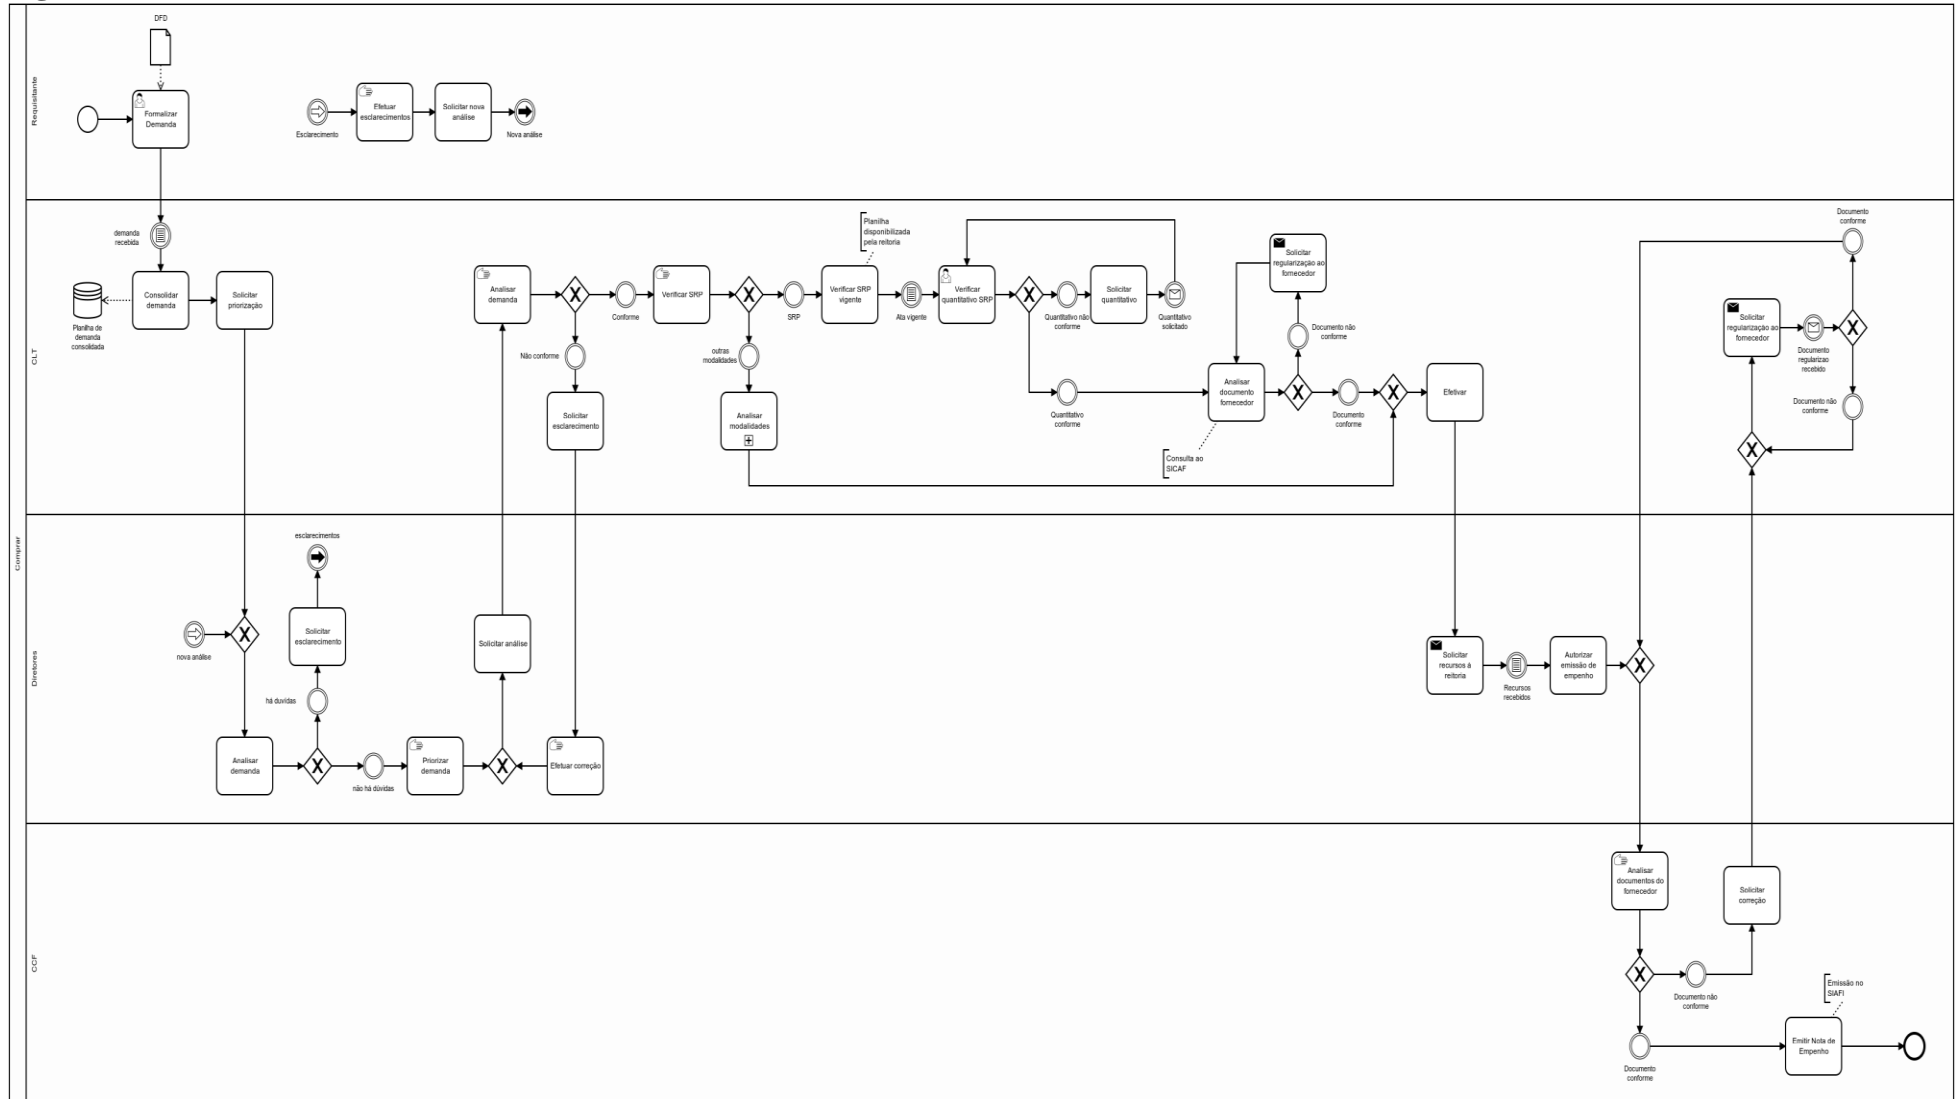 Comprar
Requisitante
DFD
Formalizar
Demanda
Esclarecimento
Efetuar
esclarecimentos
Solicitar nova
análise
Nova análise
CLT
demanda
recebida
Planilha de
demanda
consolidada
Consolidar
demanda
Solicitar
priorização
Analisar
demanda
Conforme
Não conforme
Solicitar
esclarecimento
Verificar SRP
SRP
outras
modalidades
Analisar
modalidades
Planilha
disponibilizada
pela reitoria
Verificar SRP
vigente
Ata vigente
Verificar
quantitativo SRP
Quantitativo não
conforme
Solicitar
quantitativo
Quantitativo
solicitado
Quantitativo
conforme
Solicitar
regularização ao
fornecedor
Documento não
conforme
Analisar
documento
fornecedor
Documento
conforme
Consulta ao
SICAF
Efetivar
Documento
conforme
Solicitar
regularização ao
fornecedor
Documento
regularizao
recebido
Documento não
conforme
Diretores
esclarecimentos
Solicitar
esclarecimento
nova análise
há duvidas
Analisar
demanda
não há dúvidas
Priorizar
demanda
Solicitar análise
Efetuar correção
Solicitar
recursos à
reitoria
Recursos
recebidos
Autorizar
emissão de
empenho
CCF
Analisar
documentos do
fornecedor
Solicitar
correção
Documento não
conforme
Documento
conforme
Emissão no
SIAFI
Emitir Nota de
Empenho